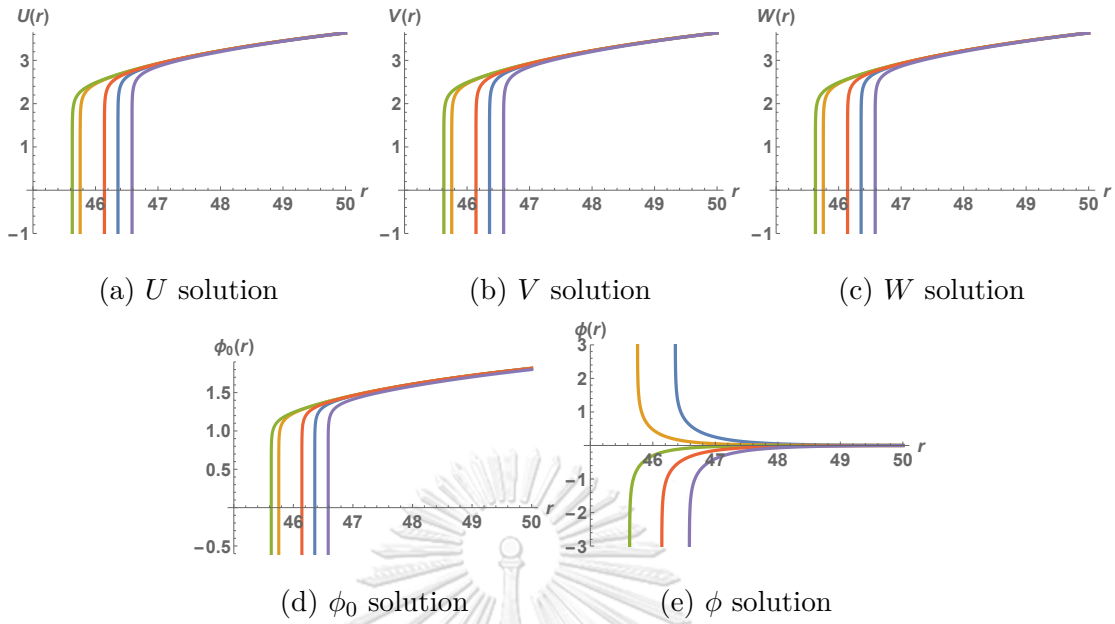 U(r) V(r) W(r)
3 3 3
2 2 2
1 1 1
r r r
46 47 48 49 50 46 47 48 49 50 46 47 48 49 50
−1 −1 −1
(a) U solution (b) V solution (c) W solution
ϕ0(r) ϕ(r)
3
1.5 2
1.0 1
r
0.5 46 47 48 49 50
−1
r
46 47 48 49 50 −2
−0.5 −3
(d) ϕ0 solution (e) ϕ solution